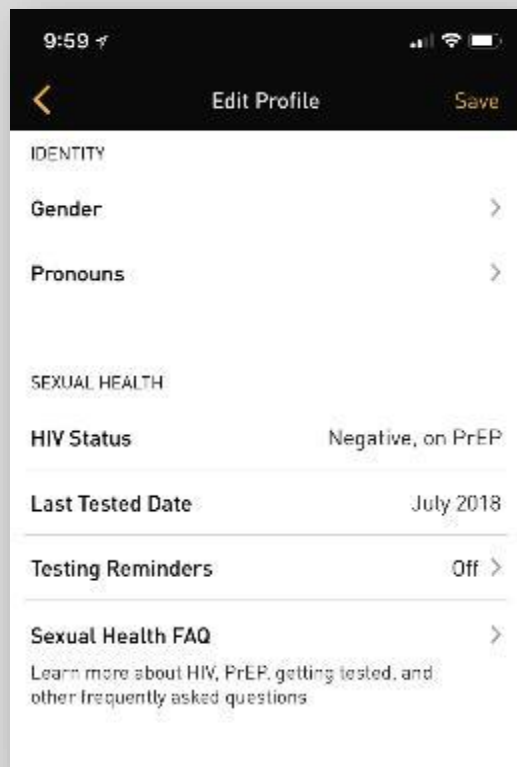 9:59
Edit Profile Save
IDENTITY
Gender
Pronouns
SEXUAL HEALTH
HIV Status Negative, on PrEP
Last Tested Date July 2018
Testing Reminders Off
Sexual Health FAQ
Learn more about HIV, PrEP, getting tested, and
other frequently asked questions